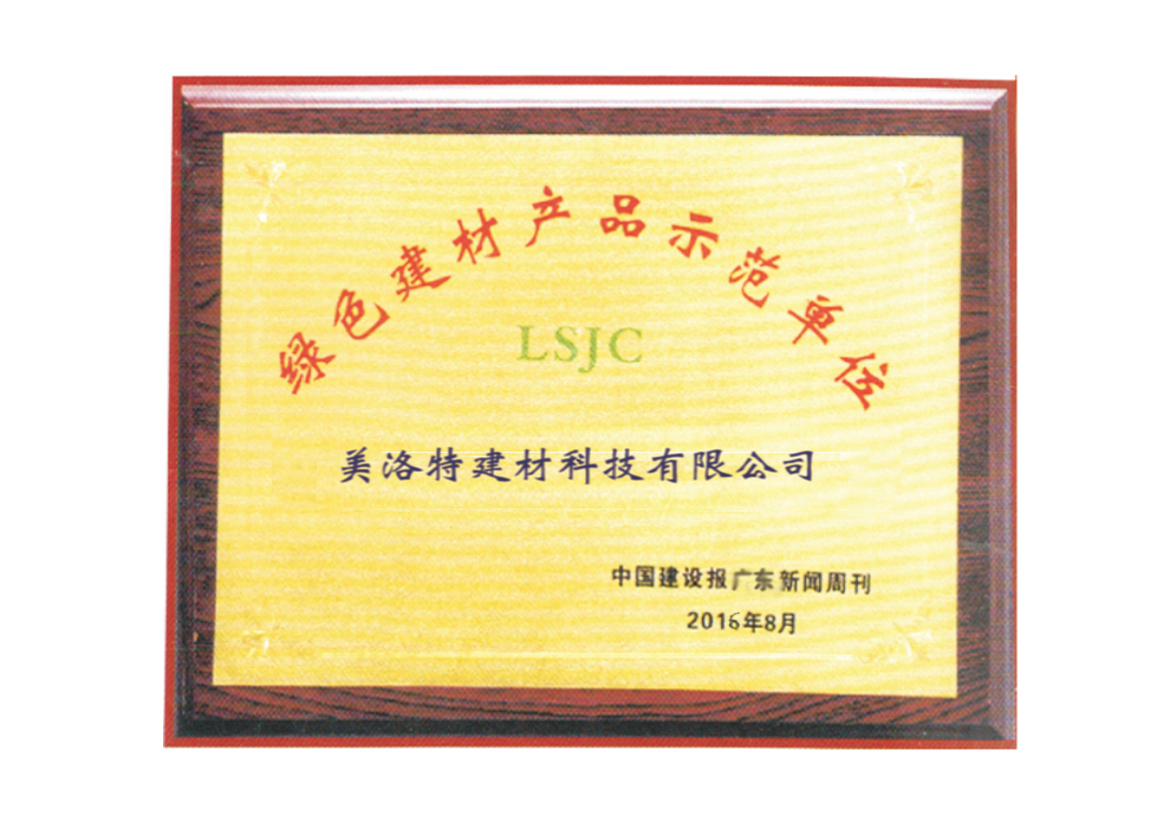 绿色建材产品示范单位
LSJC
美洛特建材科技有限公司
中国建设报广东新闻周刊
2016年8月